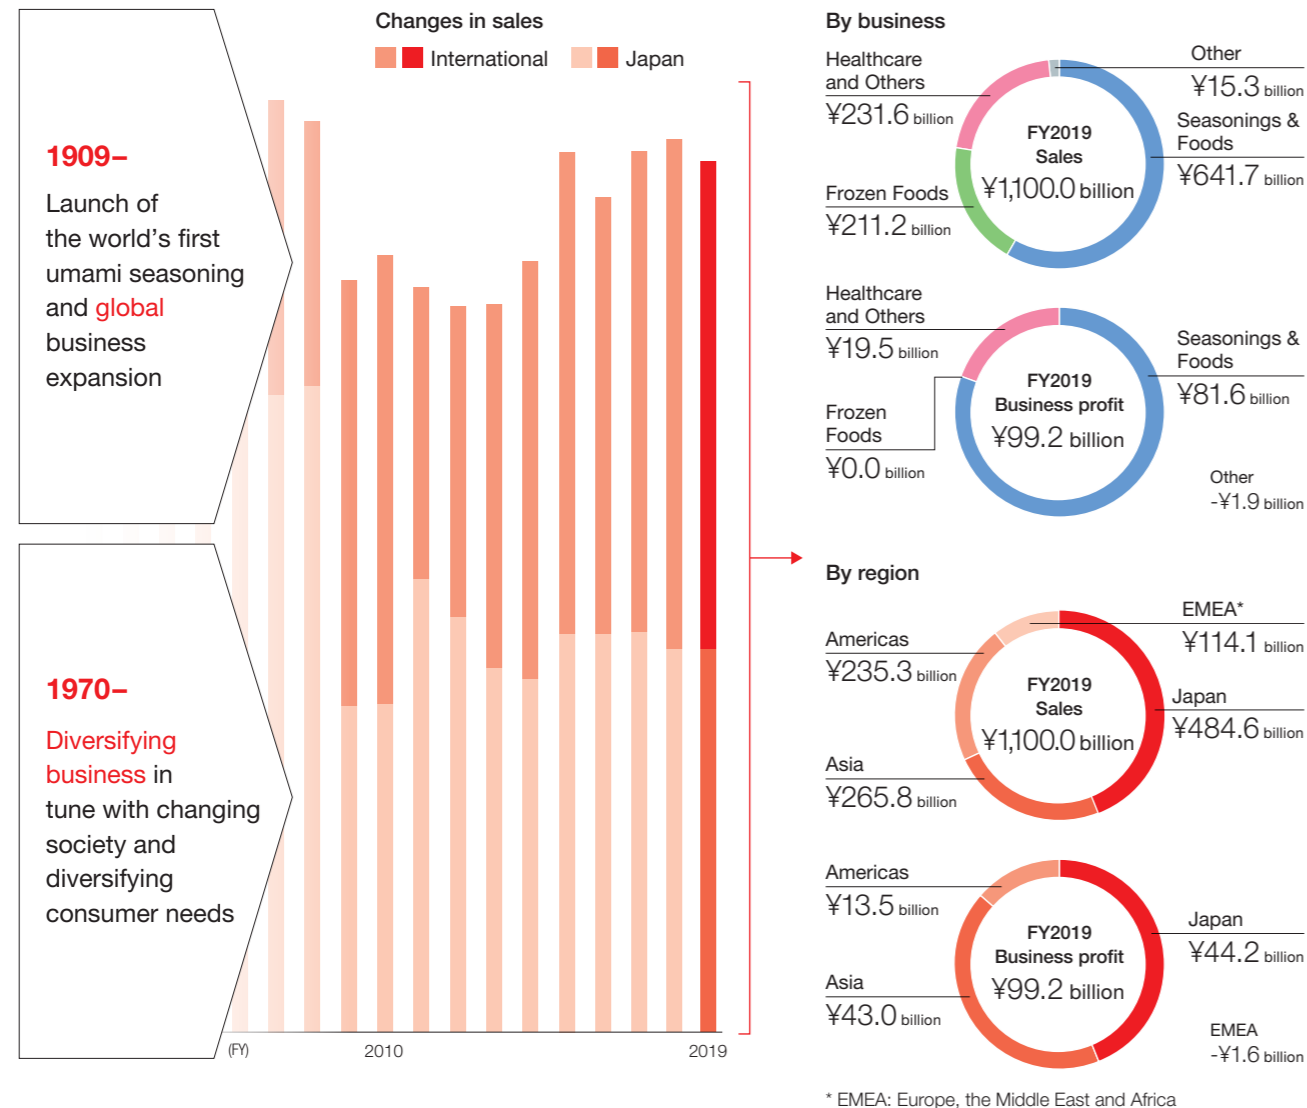 1909–
Launch of
the world's first
umami seasoning
and global
business
expansion
1970–
Diversifying
business in
tune with changing
society and
diversifying
consumer needs
Changes in sales
International
Japan
(FY)
2010
2019
By business
Healthcare
and Others
¥231.6 billion
Frozen Foods
¥211.2 billion
FY2019
Sales
¥1,100.0 billion
Other
¥15.3 billion
Seasonings &
Foods
¥641.7 billion
Healthcare
and Others
¥19.5 billion
Frozen
Foods
¥0.0 billion
FY2019
Business profit
¥99.2 billion
Seasonings &
Foods
¥81.6 billion
Other
-¥1.9 billion
By region
Americas
¥235.3 billion
Asia
¥265.8 billion
FY2019
Sales
¥1,100.0 billion
EMEA*
¥114.1 billion
Japan
¥484.6 billion
Americas
¥13.5 billion
Asia
¥43.0 billion
FY2019
Business profit
¥99.2 billion
Japan
¥44.2 billion
EMEA
-¥1.6 billion
* EMEA: Europe, the Middle East and Africa